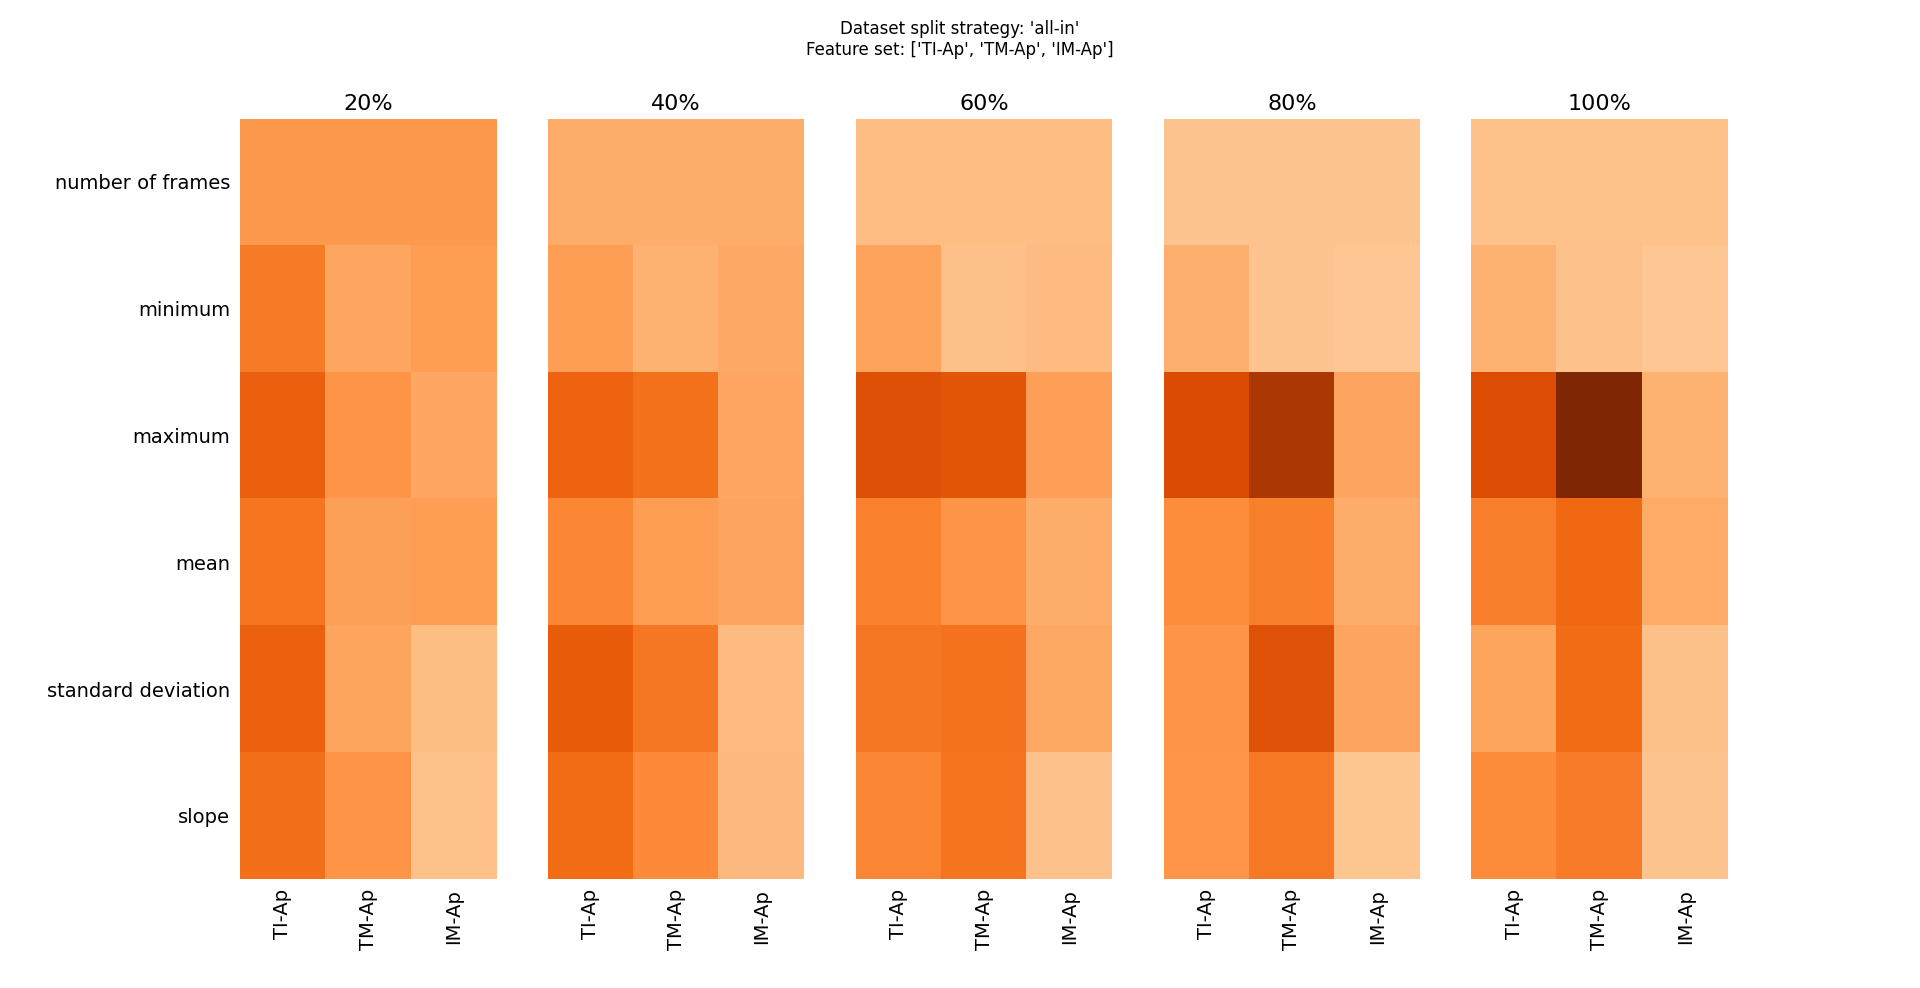 Dataset split strategy: 'all-in'
Feature set: ['TI-Ap', 'TM-Ap', 'IM-Ap']
20% 40% 60% 80% 100%
number of frames
minimum
maximum
mean
standard deviation
slope
TI-Ap TM-Ap IM-Ap TI-Ap TM-Ap IM-Ap TI-Ap TM-Ap IM-Ap TI-Ap TM-Ap IM-Ap TI-Ap TM-Ap IM-Ap